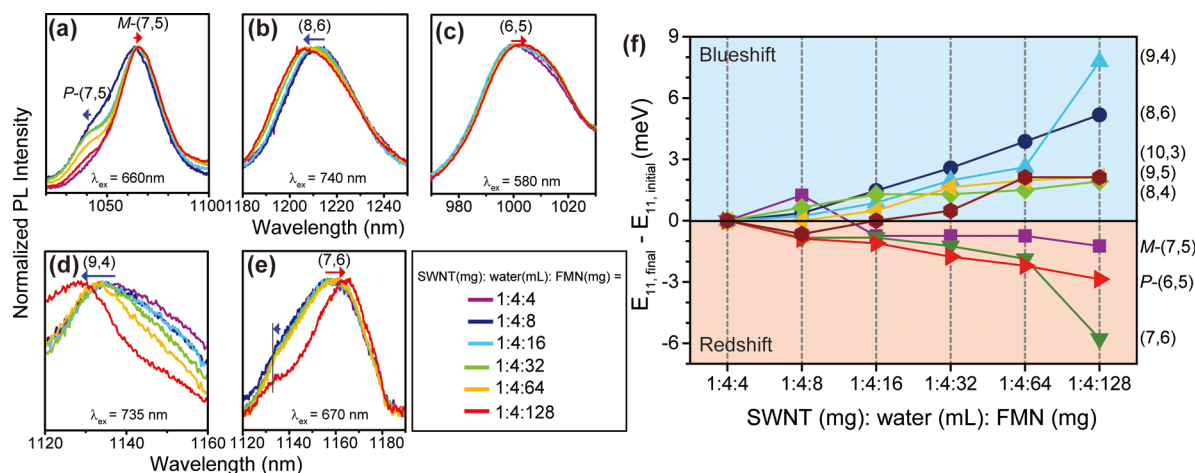 (a)
M-(7,5)
P-(7,5)
λex = 660nm
1050
1100
(b)
(8,6)
λex = 740 nm
1180
1200
1220
1240
(c)
(6,5)
λex = 580 nm
980
1000
1020
Normalized PL Intensity
Wavelength (nm)
(d)
(9,4)
λex = 735 nm
1120
1140
1160
(e)
(7,6)
λex = 670 nm
1120
1140
1160
1180
Wavelength (nm)
SWNT(mg): water(mL): FMN(mg) =
1:4:4
1:4:8
1:4:16
1:4:32
1:4:64
1:4:128
(f)
Blueshift
Redshift
E11, final - E11, initial (meV)
9
6
3
0
-3
-6
(9,4)
(8,6)
(10,3)
(9,5)
(8,4)
M-(7,5)
P-(6,5)
(7,6)
1:4:4
1:4:8
1:4:16
1:4:32
1:4:64
1:4:128
SWNT (mg): water (mL): FMN (mg)